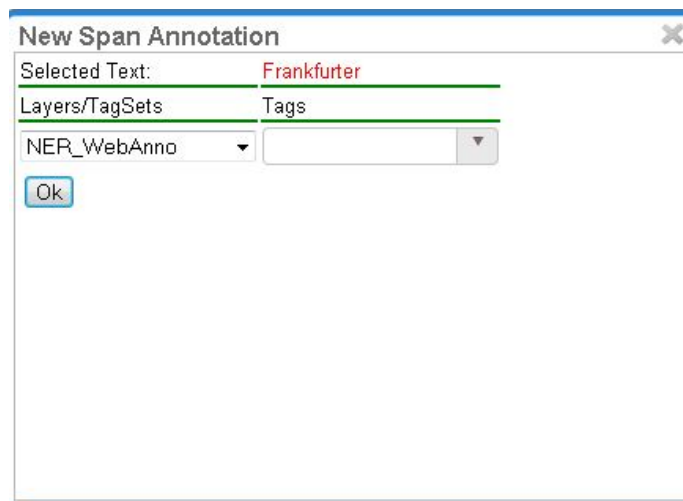 New Span Annotation
Selected Text: Frankfurter
Layers/TagSets Tags
NER_WebAnno
Ok